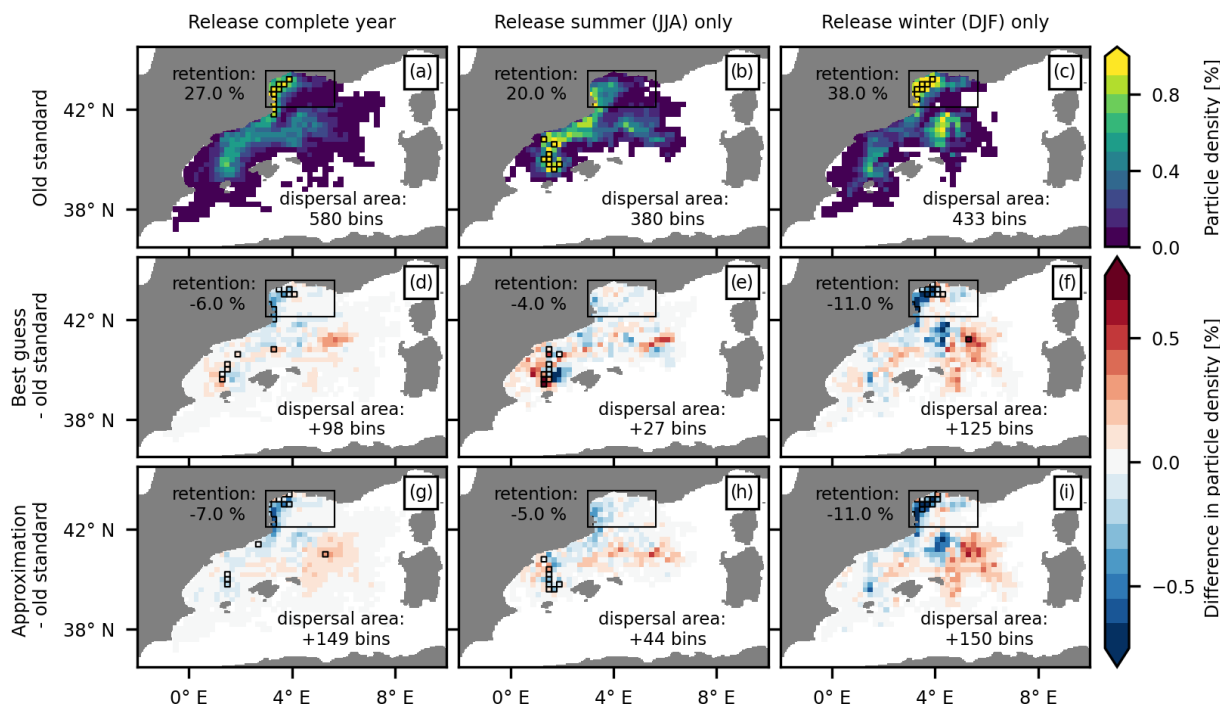 Release complete year
Release summer (JJA) only
Release winter (DJF) only
Old standard
42° N
38° N
retention:
27.0 %
(a)
dispersal area:
580 bins
retention:
20.0 %
(b)
dispersal area:
380 bins
retention:
38.0 %
(c)
dispersal area:
433 bins
0.8
0.4
0.0
Particle density [%]
Best guess
- old standard
42° N
38° N
retention:
-6.0 %
(d)
dispersal area:
+98 bins
retention:
-4.0 %
(e)
dispersal area:
+27 bins
retention:
-11.0 %
(f)
dispersal area:
+125 bins
Approximation
- old standard
42° N
38° N
retention:
-7.0 %
(g)
dispersal area:
+149 bins
retention:
-5.0 %
(h)
dispersal area:
+44 bins
retention:
-11.0 %
(i)
dispersal area:
+150 bins
0.5
0.0
−0.5
Difference in particle density [%]
0° E
4° E
8° E
0° E
4° E
8° E
0° E
4° E
8° E